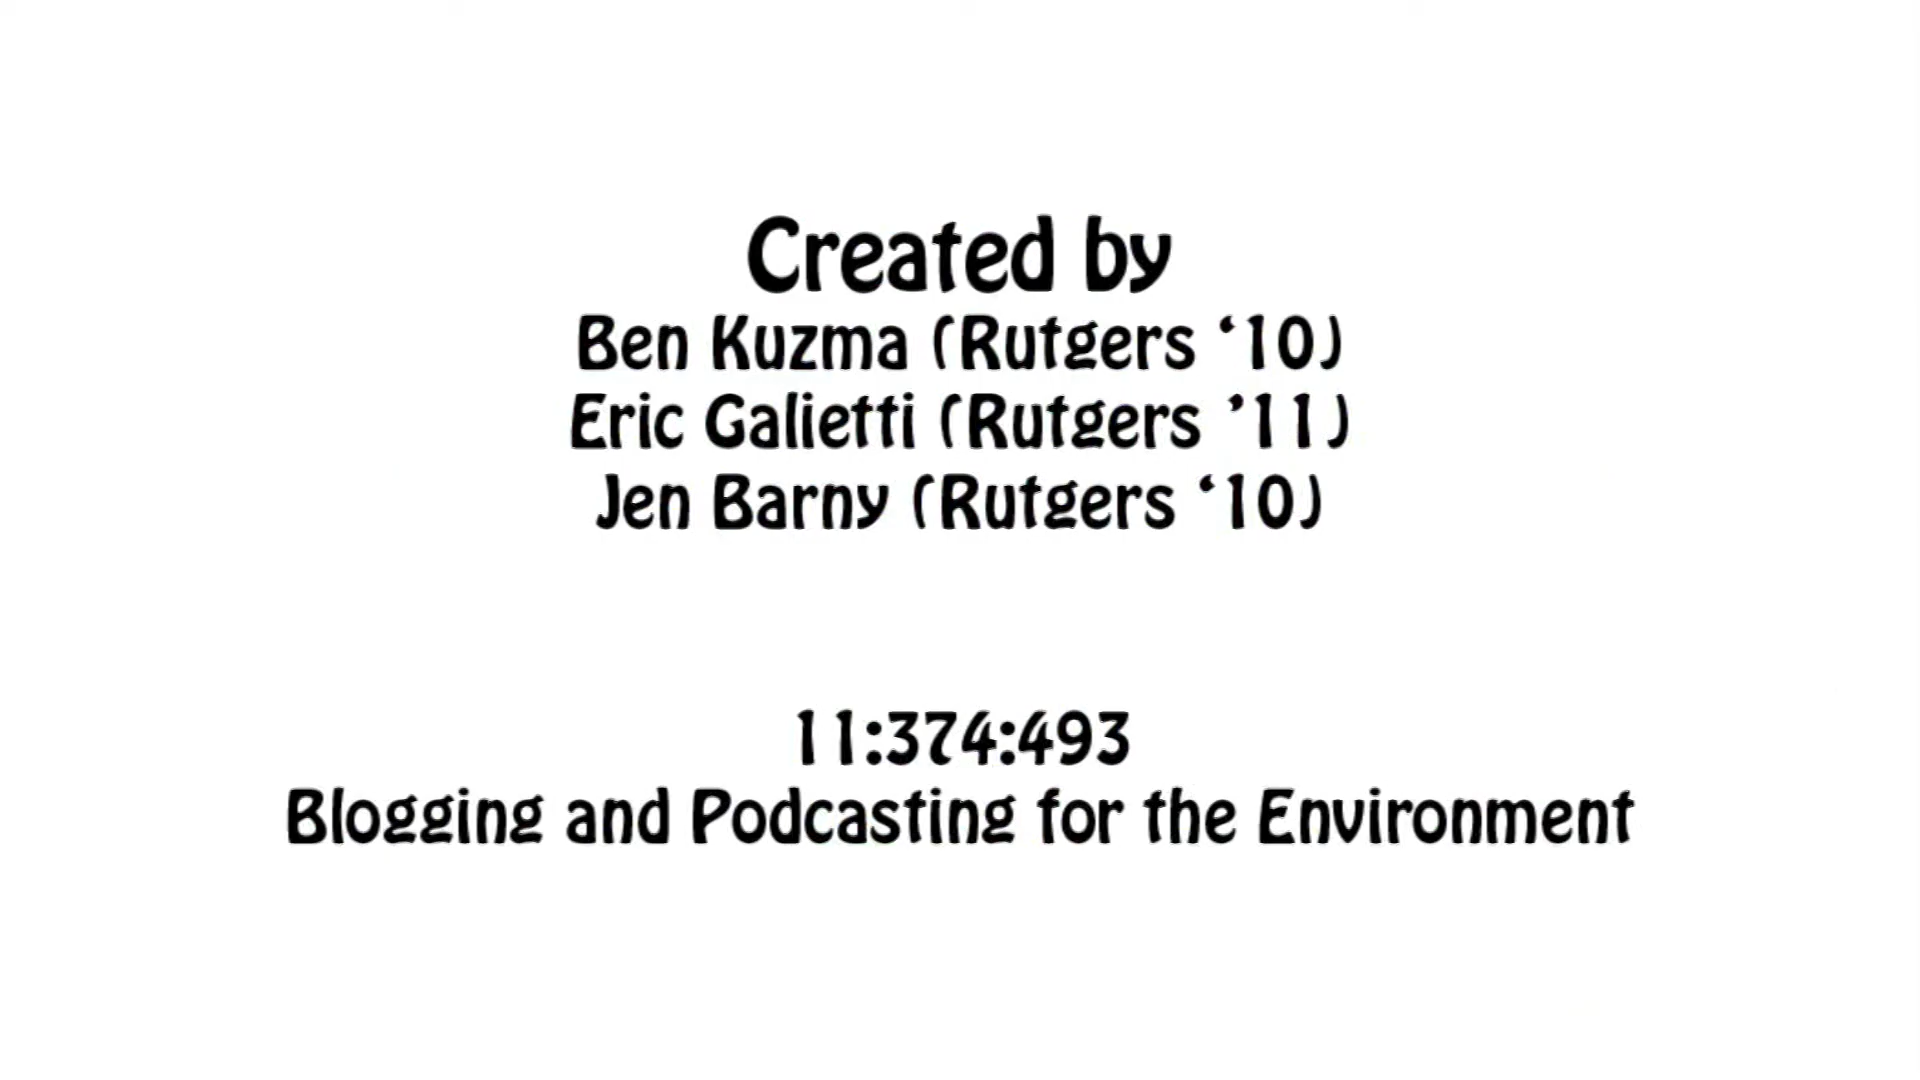 Created by
Ben Kuzma (Rutgers ‘10)
Eric Galietti (Rutgers ’11)
Jen Barny (Rutgers ‘10)
11:374:493
Blogging and Podcasting for the Environment